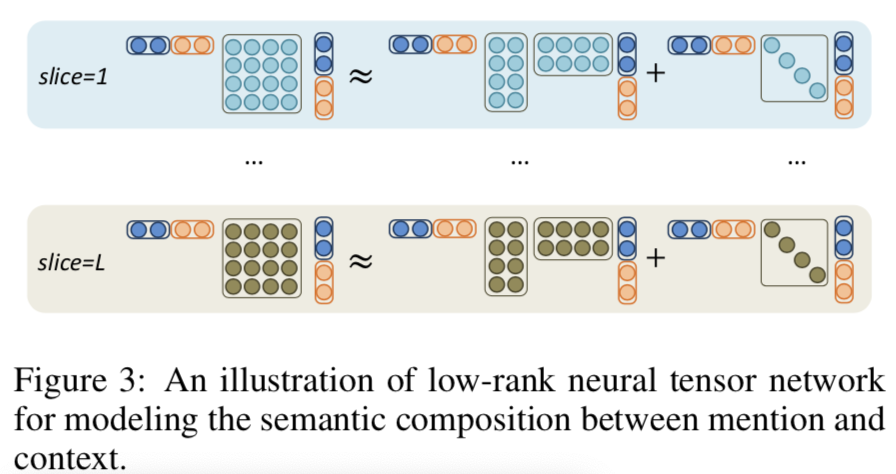 slice=1
≈
+
...
...
...
slice=L
≈
+
Figure 3: An illustration of low-rank neural tensor network
for modeling the semantic composition between mention and
context.